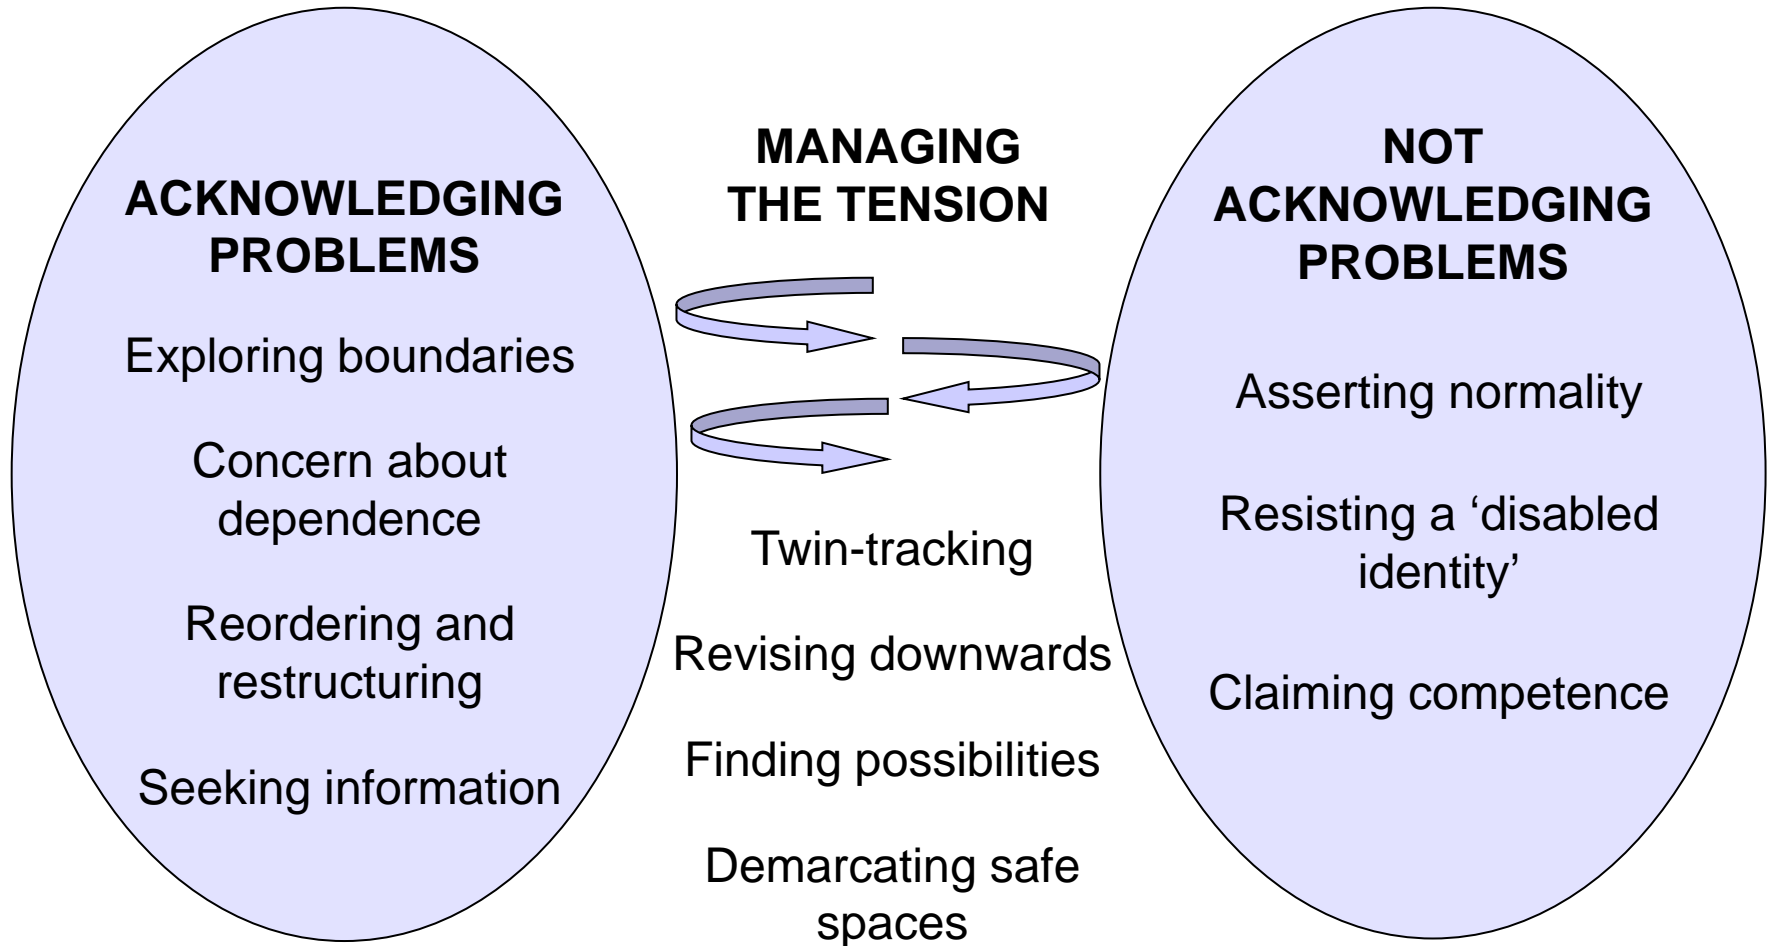 ACKNOWLEDGING
PROBLEMS
Exploring boundaries
Concern about
dependence
Reordering and
restructuring
Seeking information
MANAGING
THE TENSION
Twin-tracking
Revising downwards
Finding possibilities
Demarcating safe
spaces
NOT
ACKNOWLEDGING
PROBLEMS
Asserting normality
Resisting a ‘disabled
identity’
Claiming competence